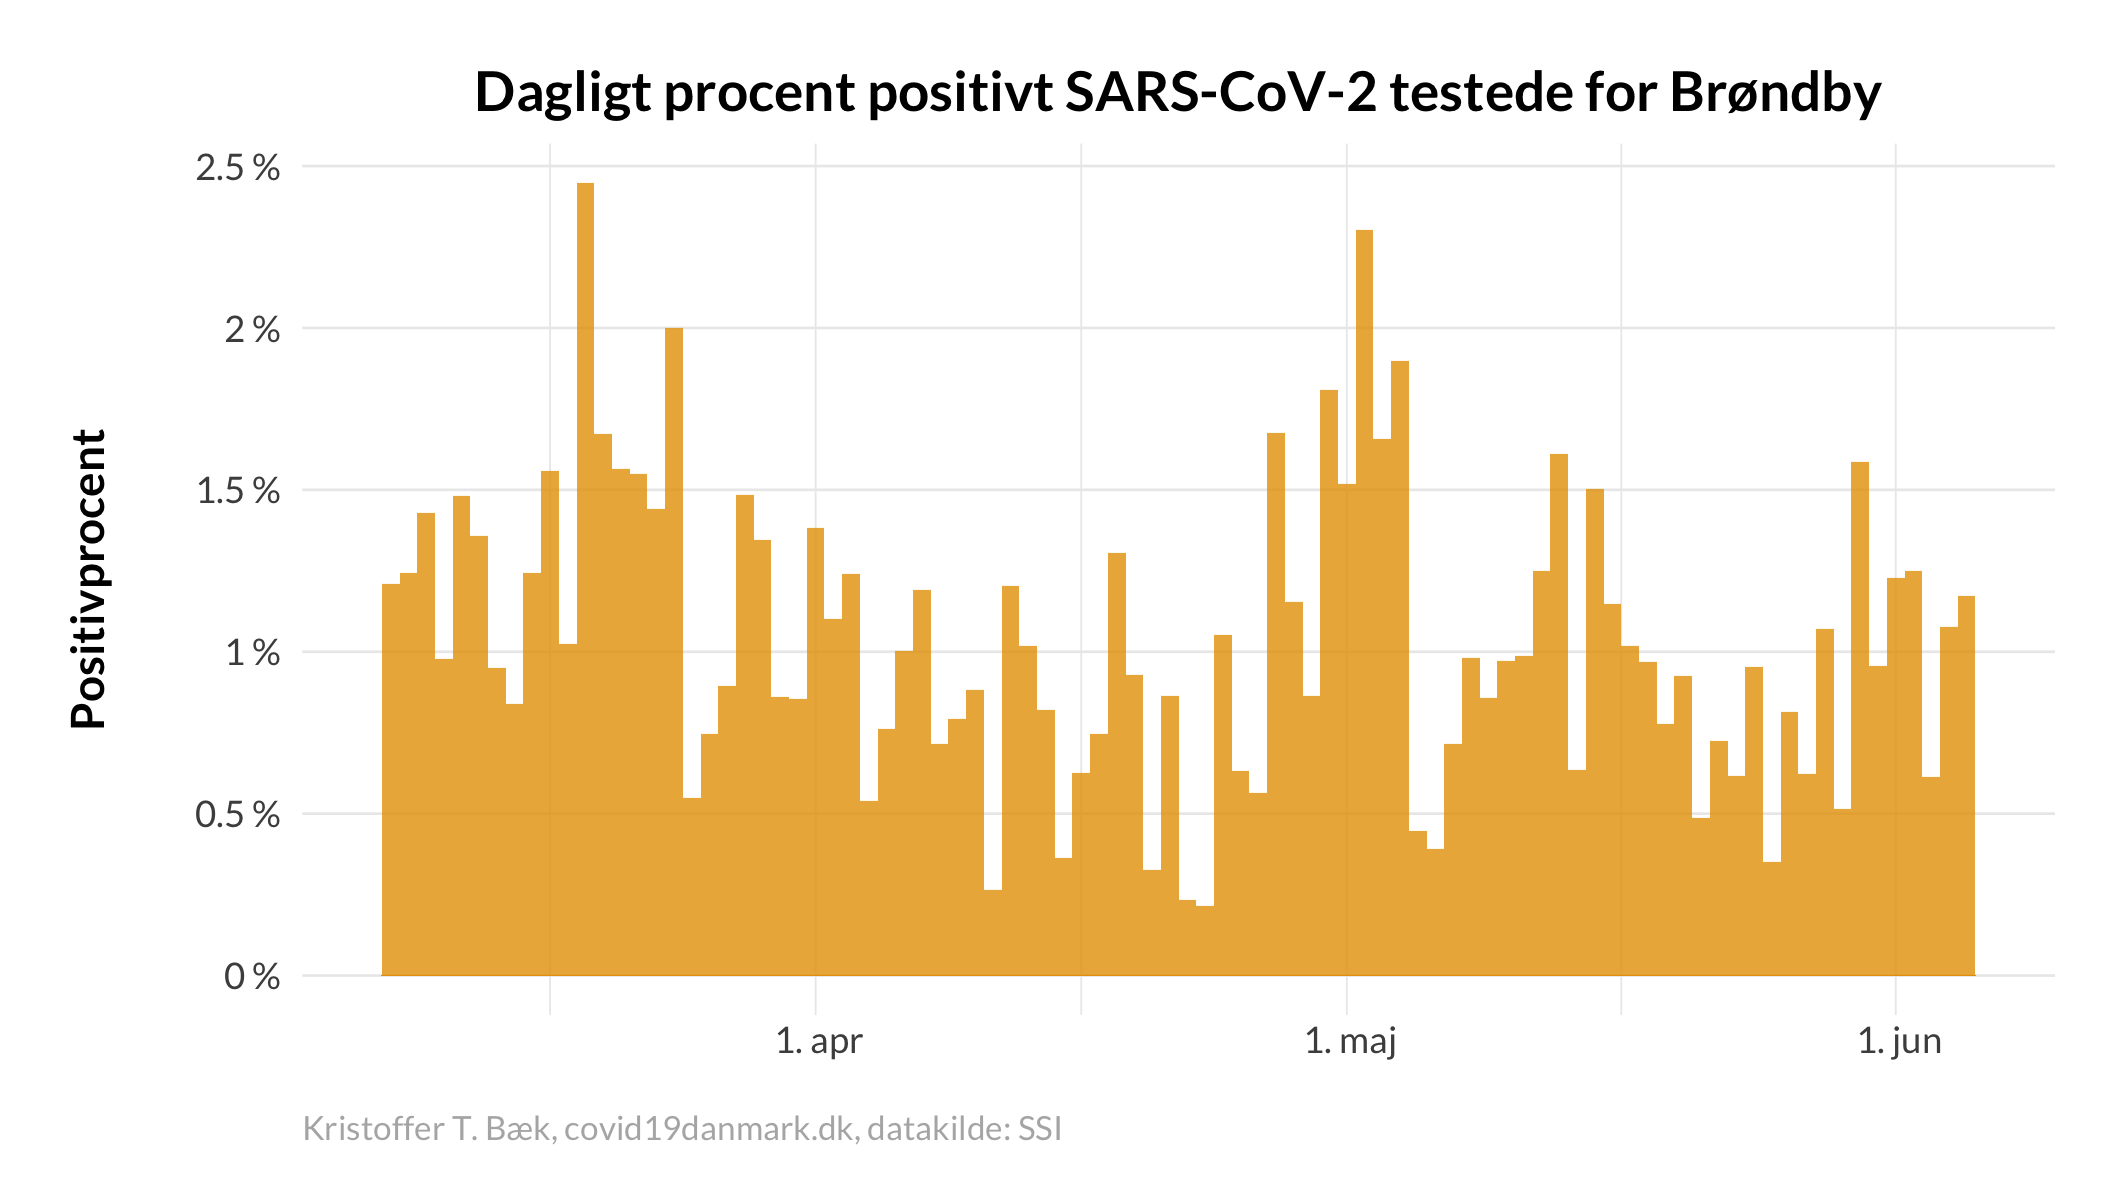 Dagligt procent positivt SARS-CoV-2 testede for Brøndby
Positivprocent
2.5 %
2 %
1.5 %
1 %
0.5 %
0 %
1. apr
1. maj
1. jun
Kristoffer T. Bæk, covid19danmark.dk, datakilde: SSI